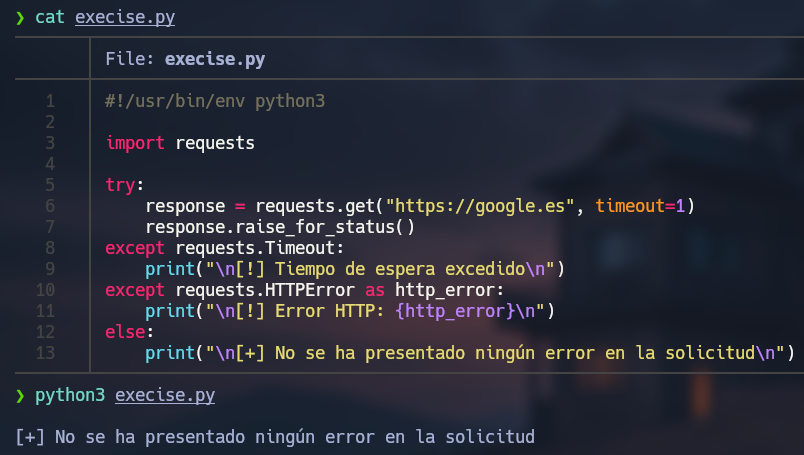 ❯ cat execise.py
File: execise.py
1 #!/usr/bin/env python3
2
3 import requests
4
5 try:
6     response = requests.get("https://google.es", timeout=1)
7     response.raise_for_status()
8 except requests.Timeout:
9     print("\n[!] Tiempo de espera excedido\n")
10 except requests.HTTPError as http_error:
11     print("\n[!] Error HTTP: {http_error}\n")
12 else:
13     print("\n[+] No se ha presentado ningún error en la solicitud\n")
❯ python3 execise.py
[+] No se ha presentado ningún error en la solicitud